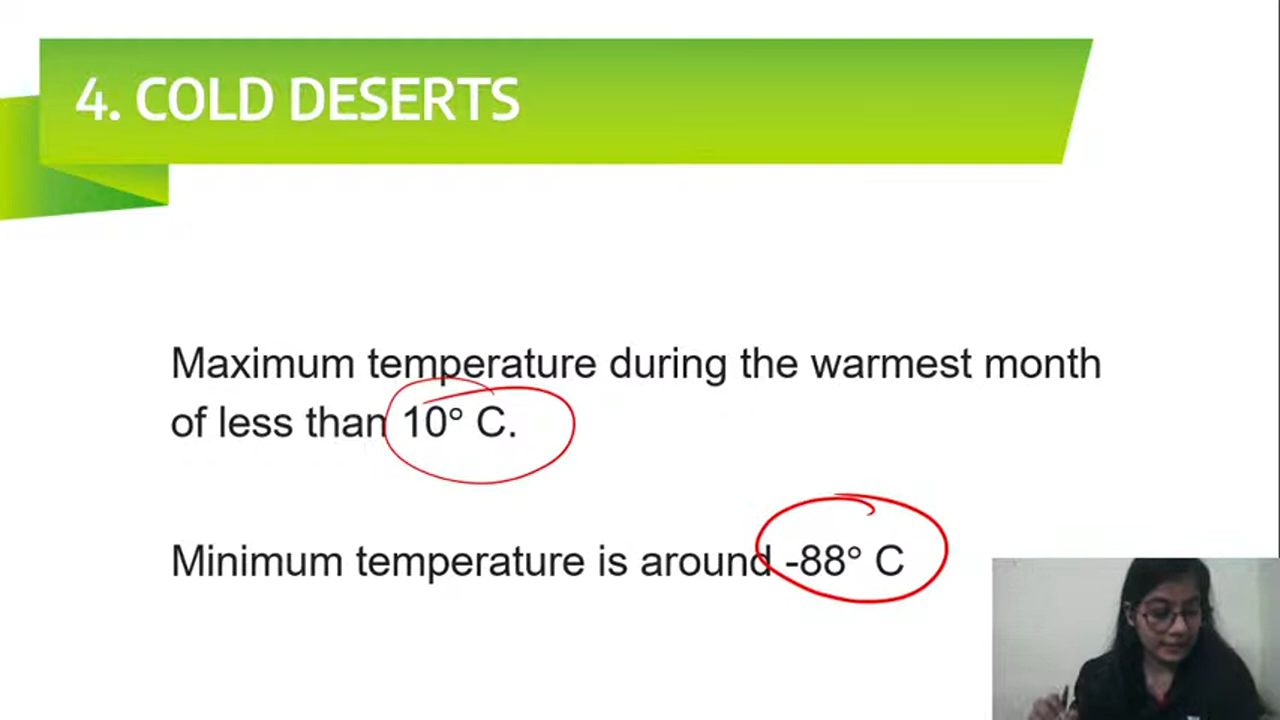 4. COLD DESERTS
Maximum temperature during the warmest month
of less than 10° C.
Minimum temperature is around -88° C